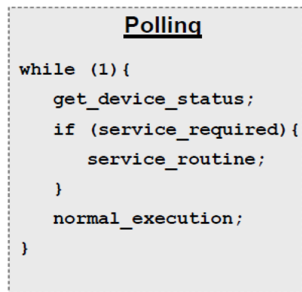 Polling
while (1){
get_device_status;
if (service_required){
service_routine;
}
normal_execution;
}